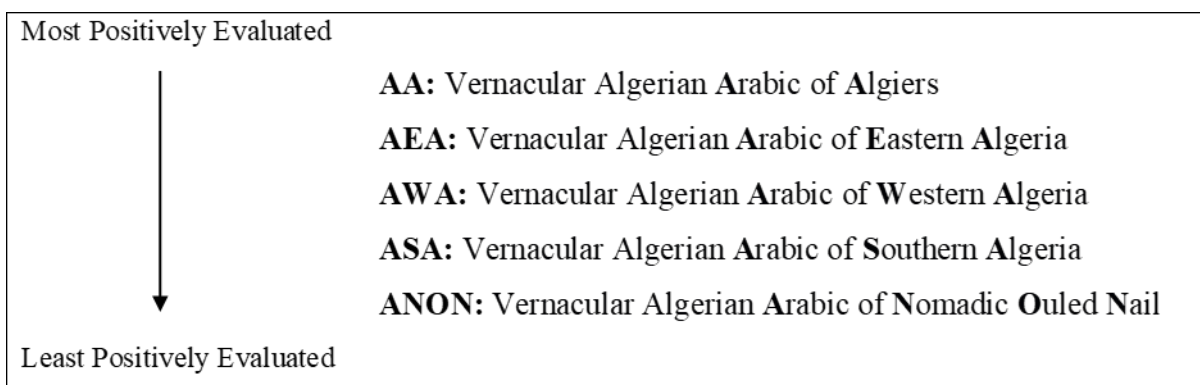 Most Positively Evaluated
AA: Vernacular Algerian Arabic of Algiers
AEA: Vernacular Algerian Arabic of Eastern Algeria
AWA: Vernacular Algerian Arabic of Western Algeria
ASA: Vernacular Algerian Arabic of Southern Algeria
ANON: Vernacular Algerian Arabic of Nomadic Ouled Nail
Least Positively Evaluated